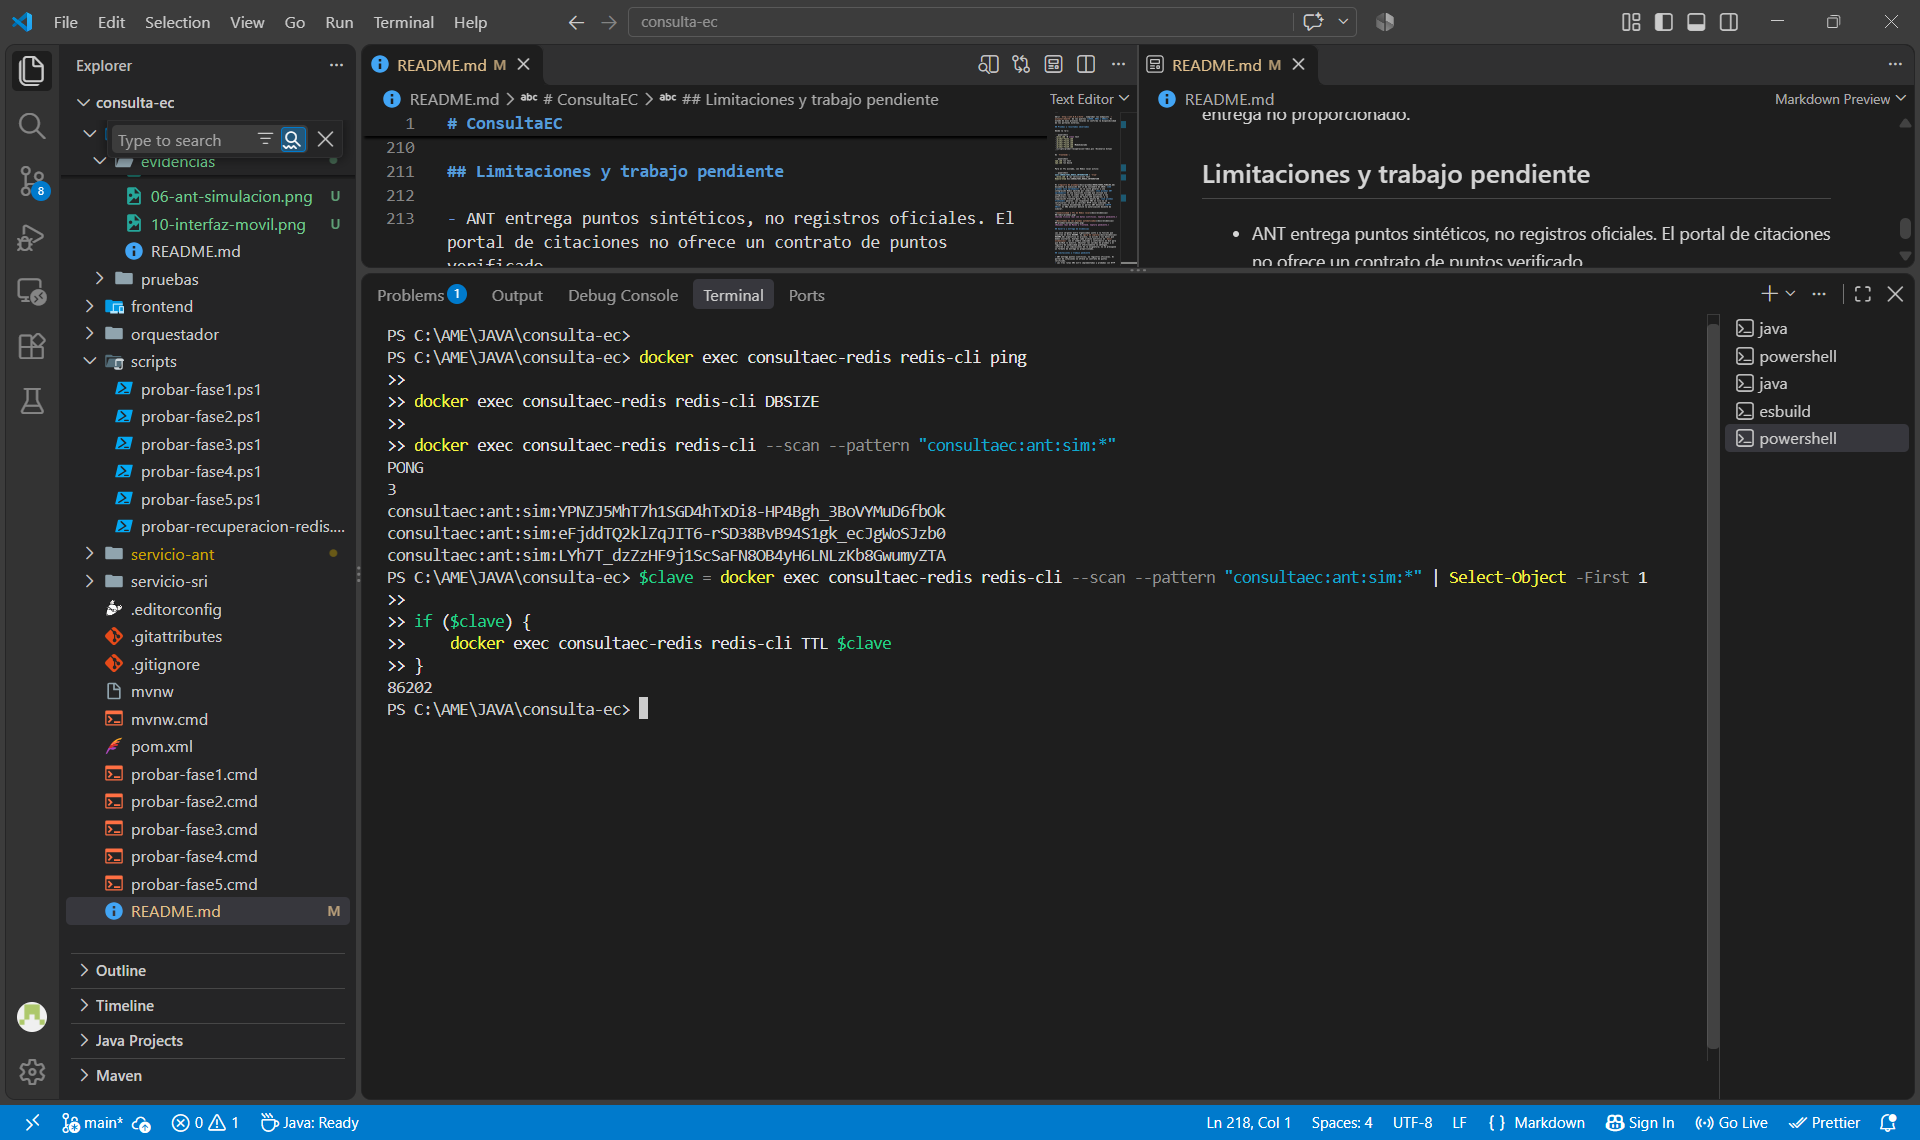 File Edit Selection View Go Run Terminal Help
consulta-ec
Explorer
consulta-ec
Type to search
evidencias
06-ant-simulacion.png U
10-interfaz-movil.png U
README.md
pruebas
frontend
orquestador
scripts
probar-fase1.ps1
probar-fase2.ps1
probar-fase3.ps1
probar-fase4.ps1
probar-fase5.ps1
probar-recuperacion-redis....
servicio-ant
servicio-sri
.editorconfig
.gitattributes
.gitignore
mvnw
mvnw.cmd
pom.xml
probar-fase1.cmd
probar-fase2.cmd
probar-fase3.cmd
probar-fase4.cmd
probar-fase5.cmd
README.md M
Outline
Timeline
Java Projects
Maven
8
README.md M
README.md > # ConsultaEC > ## Limitaciones y trabajo pendiente
Text Editor
1 # ConsultaEC
210
211 ## Limitaciones y trabajo pendiente
212
213 - ANT entrega puntos sintéticos, no registros oficiales. El
portal de citaciones no ofrece un contrato de puntos
verificado
README.md M
README.md
Markdown Preview
entrega no proporcionado.
Limitaciones y trabajo pendiente
• ANT entrega puntos sintéticos, no registros oficiales. El portal de citaciones
no ofrece un contrato de puntos verificado
Problems 1 Output Debug Console Terminal Ports
PS C:\AME\JAVA\consulta-ec>
PS C:\AME\JAVA\consulta-ec> docker exec consultaec-redis redis-cli ping
>>
>> docker exec consultaec-redis redis-cli DBSIZE
>>
>> docker exec consultaec-redis redis-cli --scan --pattern "consultaec:ant:sim:*"
PONG
3
consultaec:ant:sim:YPNZJ5MhT7h1SGD4hTxDi8-HP4Bgh_3BoVYMuD6fbOk
consultaec:ant:sim:eFjddTQ2klZqJIT6-rSD38BvB94S1gk_ecJgWoSJzb0
consultaec:ant:sim:LYh7T_dzZzHF9j1ScSaFN8OB4yH6LNLzKb8GwumyZTA
PS C:\AME\JAVA\consulta-ec> $clave = docker exec consultaec-redis redis-cli --scan --pattern "consultaec:ant:sim:*" | Select-Object -First 1
>>
>> if ($clave) {
>>     docker exec consultaec-redis redis-cli TTL $clave
>> }
86202
PS C:\AME\JAVA\consulta-ec>
java
powershell
java
esbuild
powershell
main* 0 1 Java: Ready
Ln 218, Col 1 Spaces: 4 UTF-8 LF { } Markdown Sign In Go Live Prettier